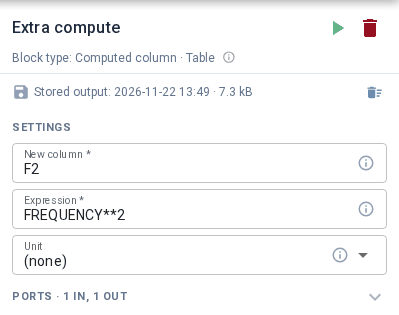 Extra compute
Block type: Computed column · Table
Stored output: 2026-11-22 13:49 · 7.3 kB
SETTINGS
New column *
F2
Expression *
FREQUENCY**2
Unit
(none)
PORTS · 1 IN, 1 OUT